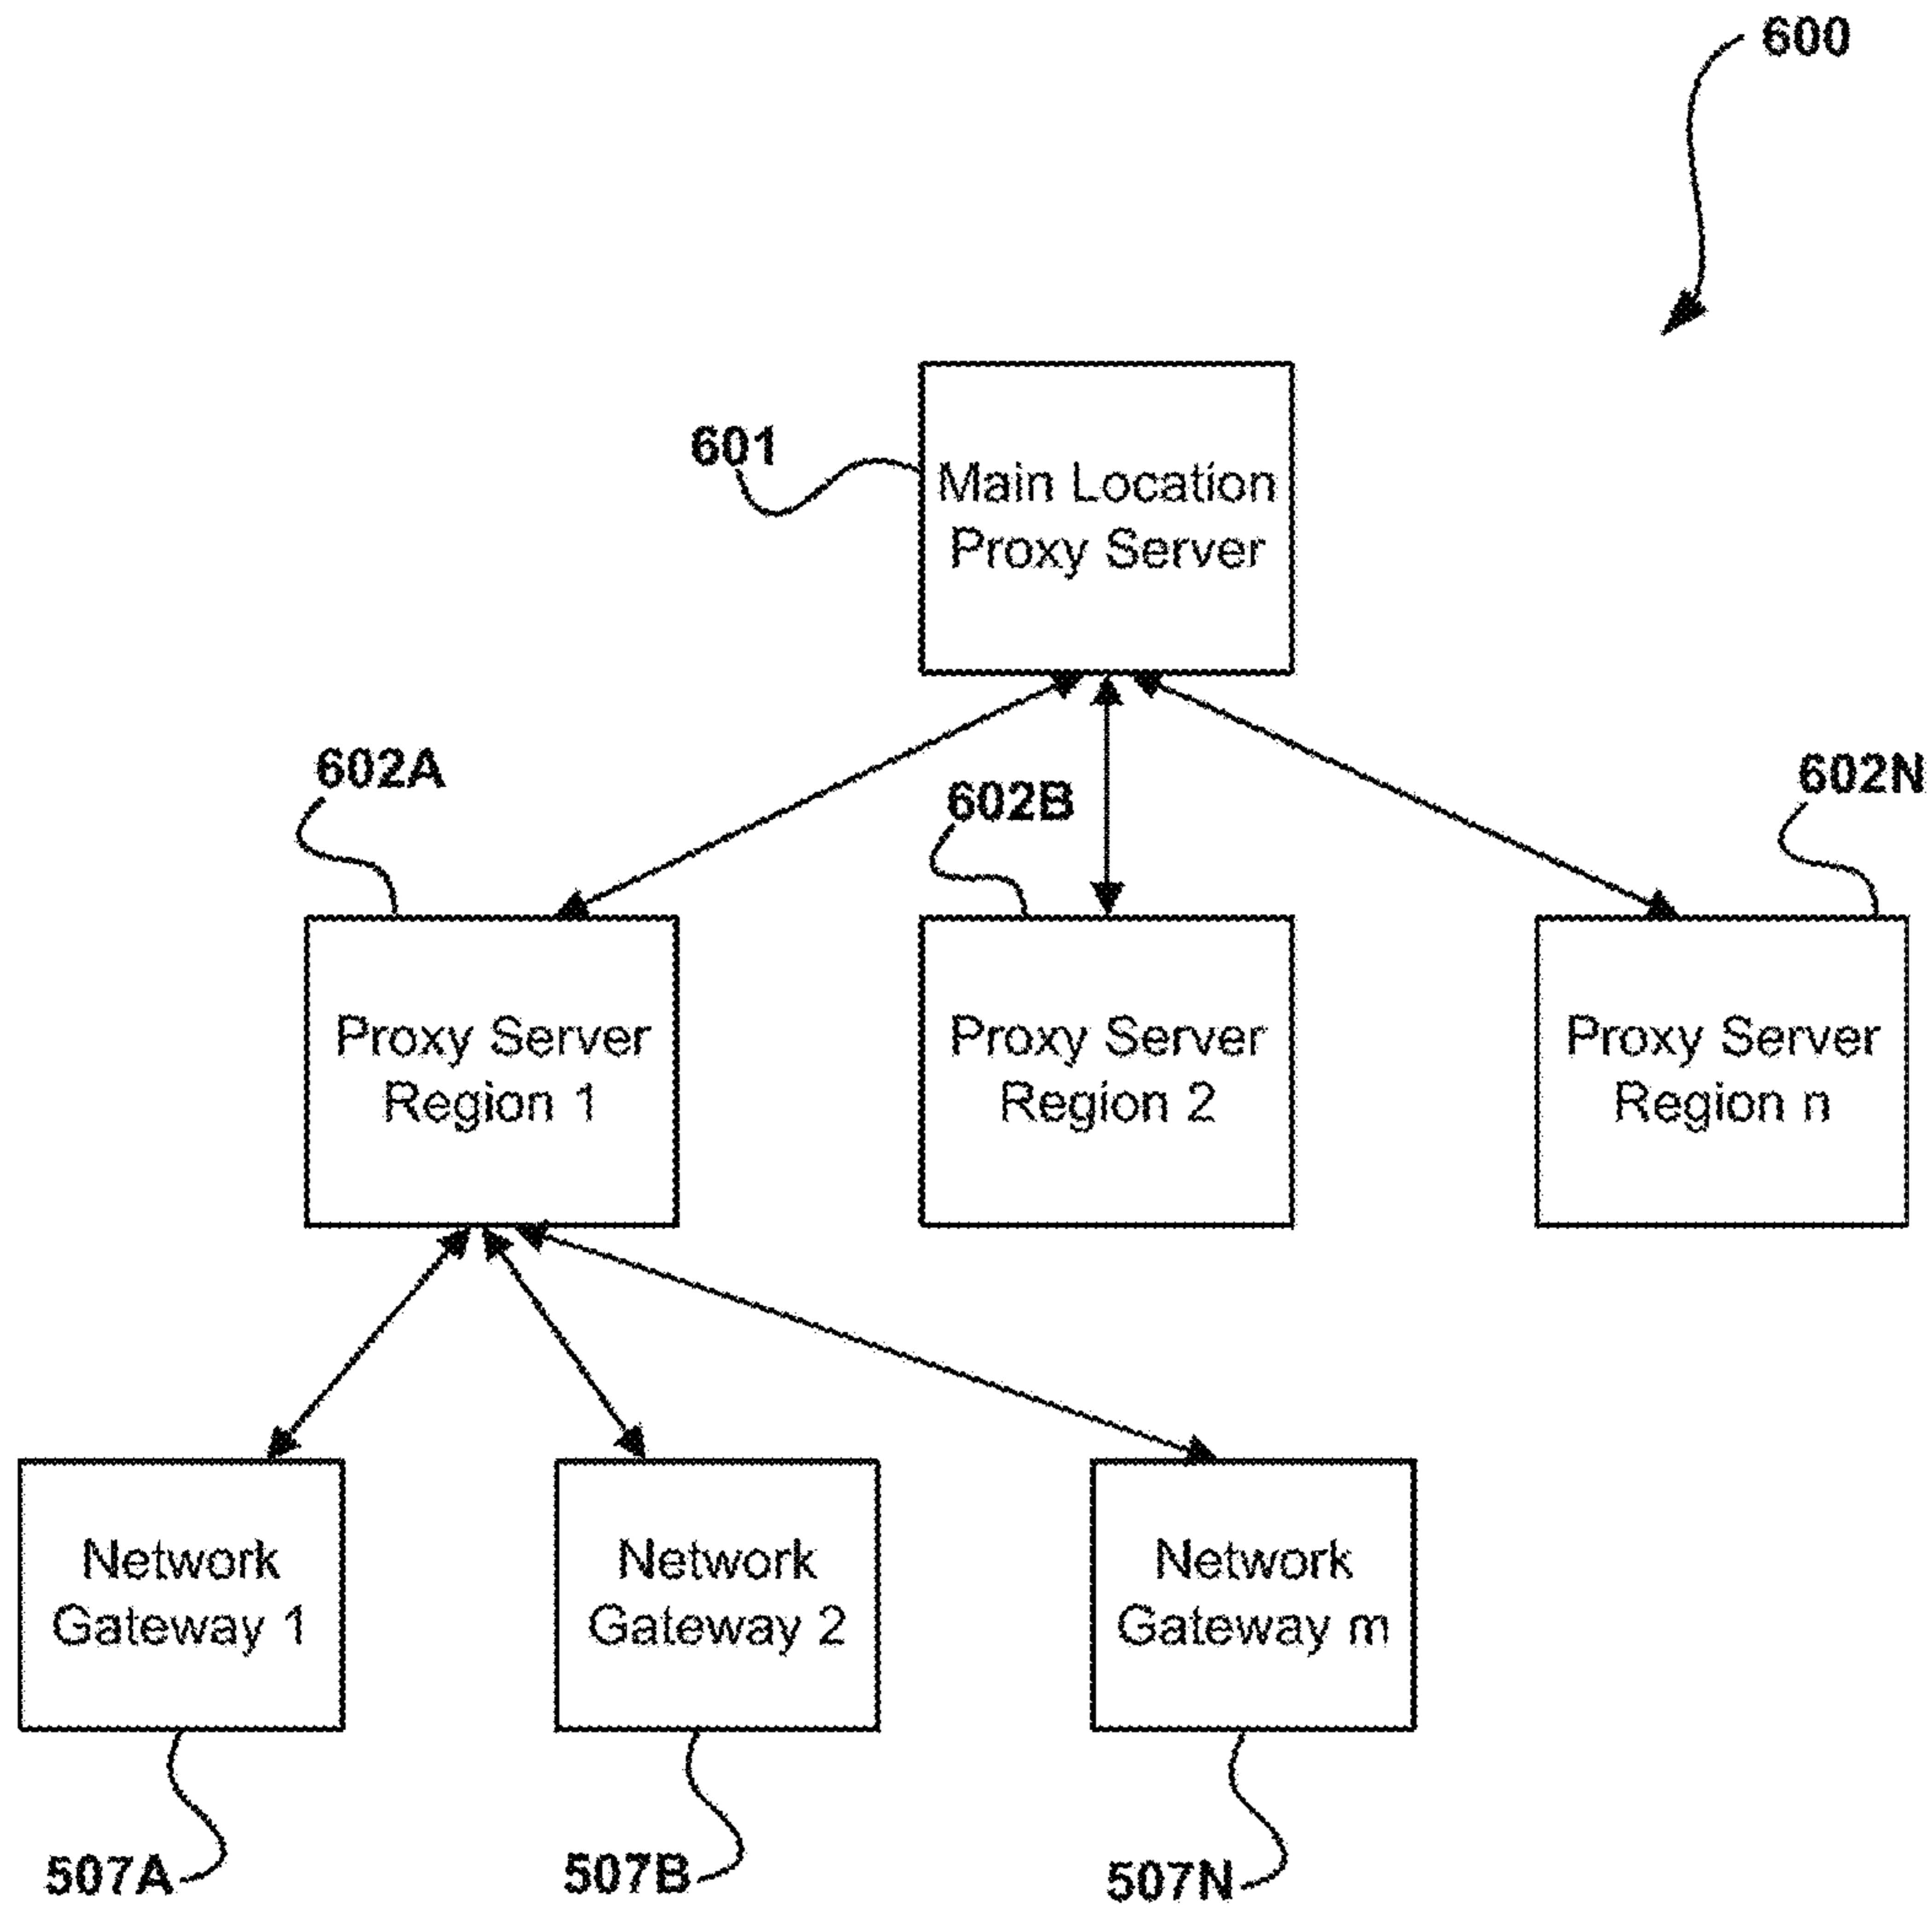 600
601
Main Location
Proxy Server
602A
602B
602N
Proxy Server
Region 1
Proxy Server
Region 2
Proxy Server
Region n
Network
Gateway 1
Network
Gateway 2
Network
Gateway m
507A
507B
507N